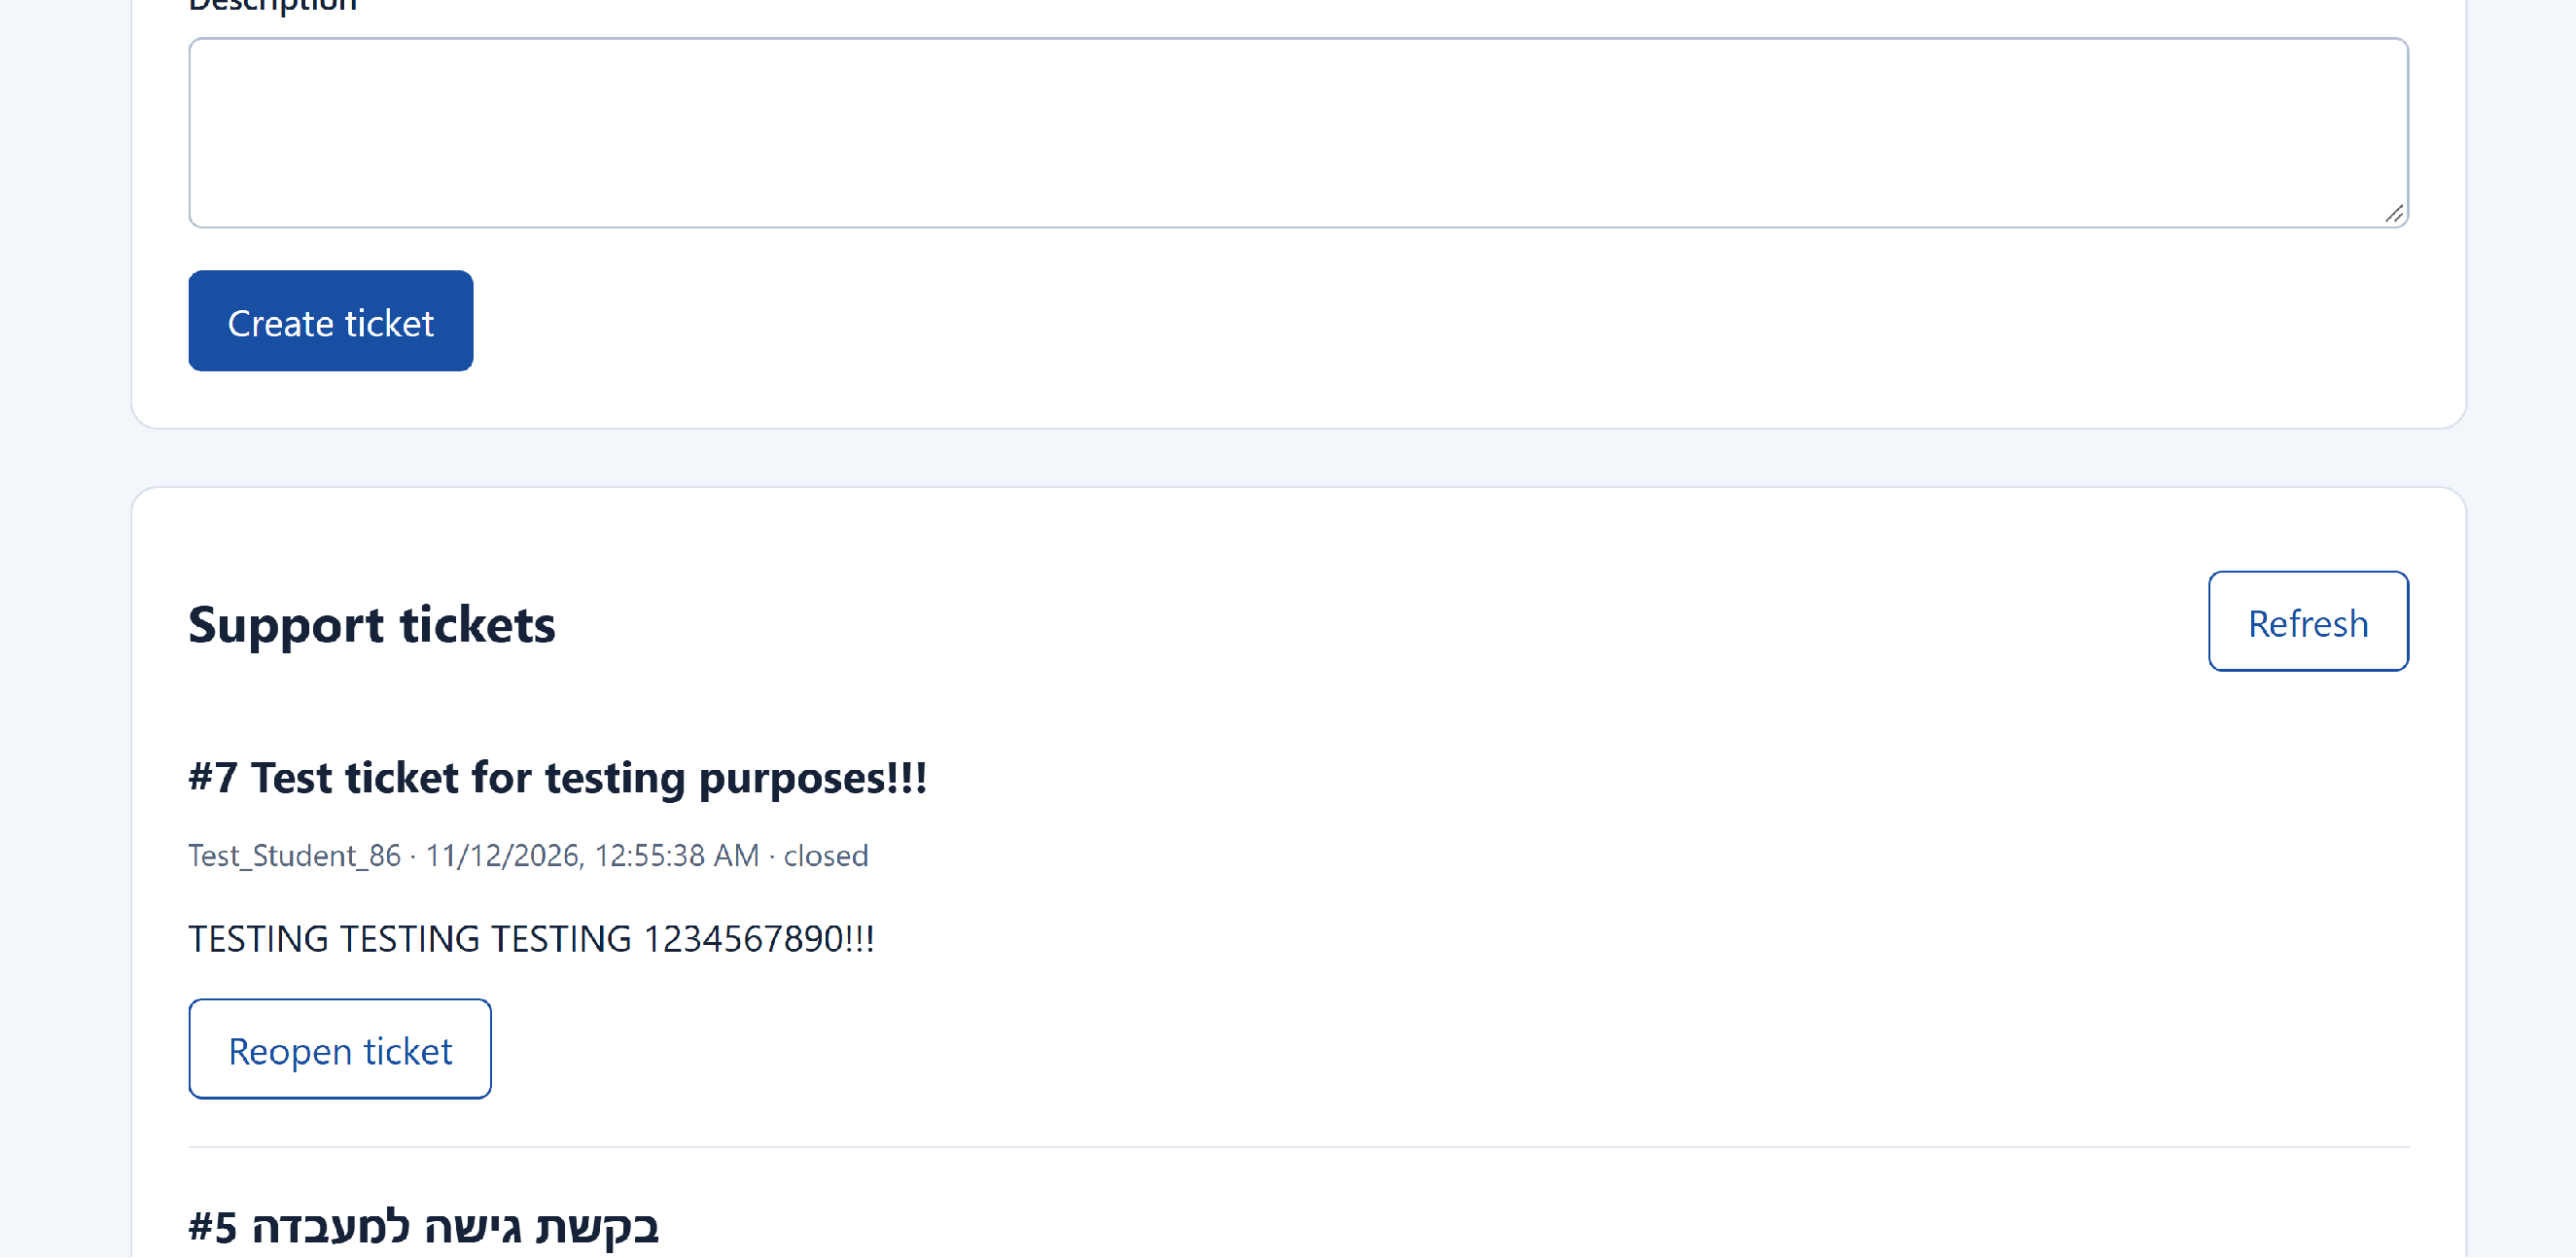 Description
Create ticket
Support tickets
Refresh
#7 Test ticket for testing purposes!!!
Test_Student_86 · 11/12/2026, 12:55:38 AM · closed
TESTING TESTING TESTING 1234567890!!!
Reopen ticket
#5 בקשת גישה למעבדה